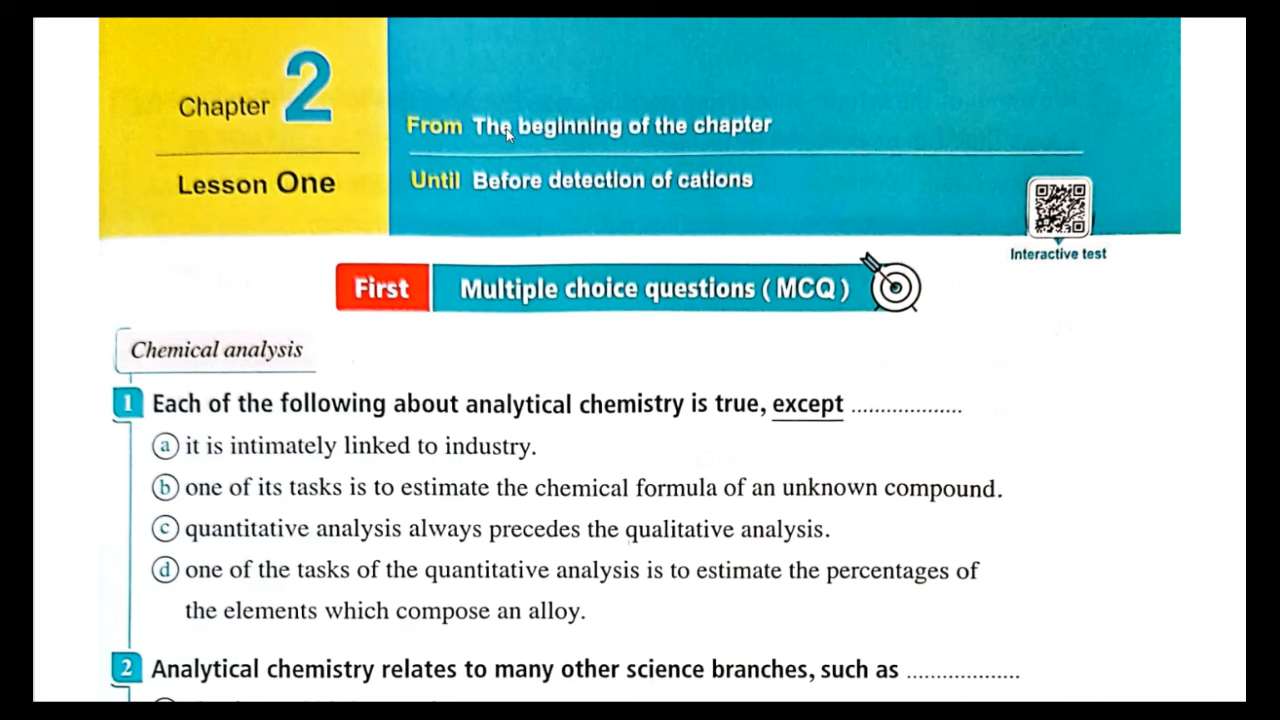 Chapter 2
Lesson One
From The beginning of the chapter
Until Before detection of cations
Interactive test
First Multiple choice questions ( MCQ )
Chemical analysis
1 Each of the following about analytical chemistry is true, except ...................
a it is intimately linked to industry.
b one of its tasks is to estimate the chemical formula of an unknown compound.
c quantitative analysis always precedes the qualitative analysis.
d one of the tasks of the quantitative analysis is to estimate the percentages of
the elements which compose an alloy.
2 Analytical chemistry relates to many other science branches, such as ...................